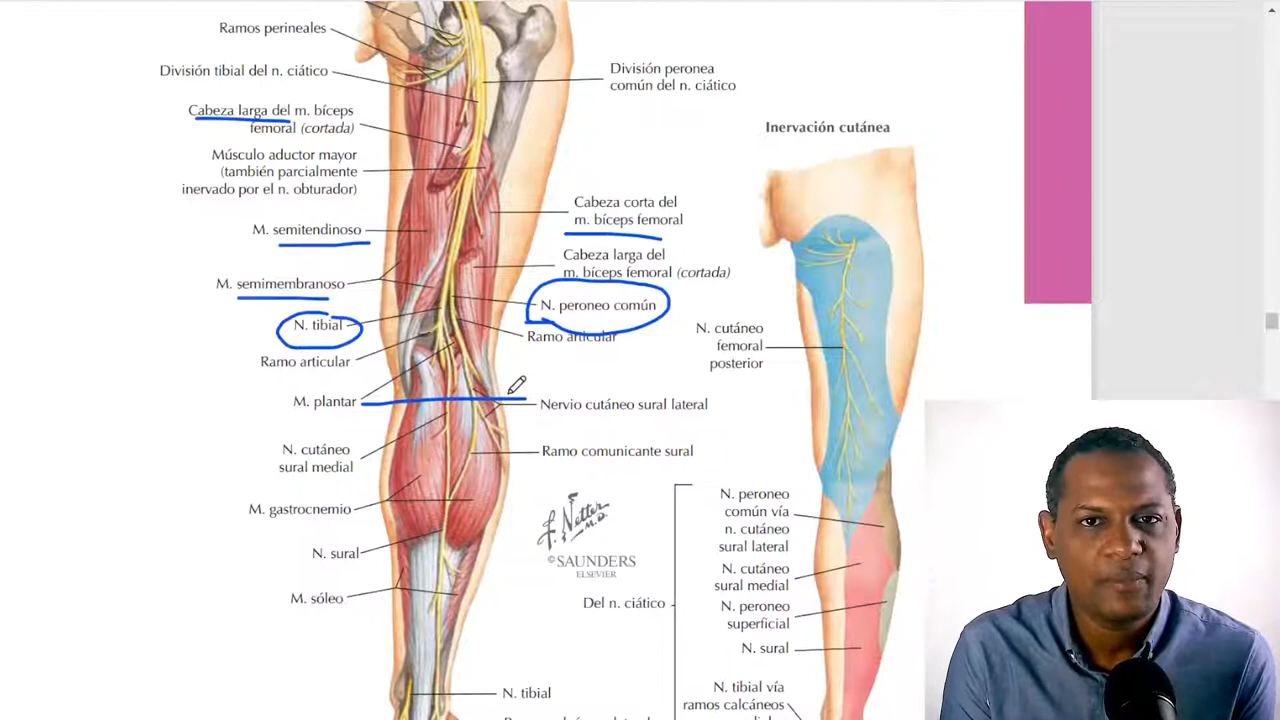 Ramos perineales
División tibial del n. ciático
Cabeza larga del m. bíceps
femoral (cortada)
Músculo aductor mayor
(también parcialmente
inervado por el n. obturador)
M. semitendinoso
M. semimembranoso
N. tibial
Ramo articular
M. plantar
N. cutáneo
sural medial
M. gastrocnemio
N. sural
M. sóleo
División peronea
común del n. ciático
Cabeza corta del
m. bíceps femoral
Cabeza larga del
m. bíceps femoral (cortada)
N. peroneo común
Ramo articular
Nervio cutáneo sural lateral
Ramo comunicante sural
F. Netter
M.D.
©SAUNDERS
ELSEVIER
N. tibial
Inervación cutánea
N. cutáneo
femoral
posterior
N. peroneo
común vía
n. cutáneo
sural lateral
N. cutáneo
sural medial
N. peroneo
superficial
Del n. ciático
N. sural
N. tibial vía
ramos calcáneos